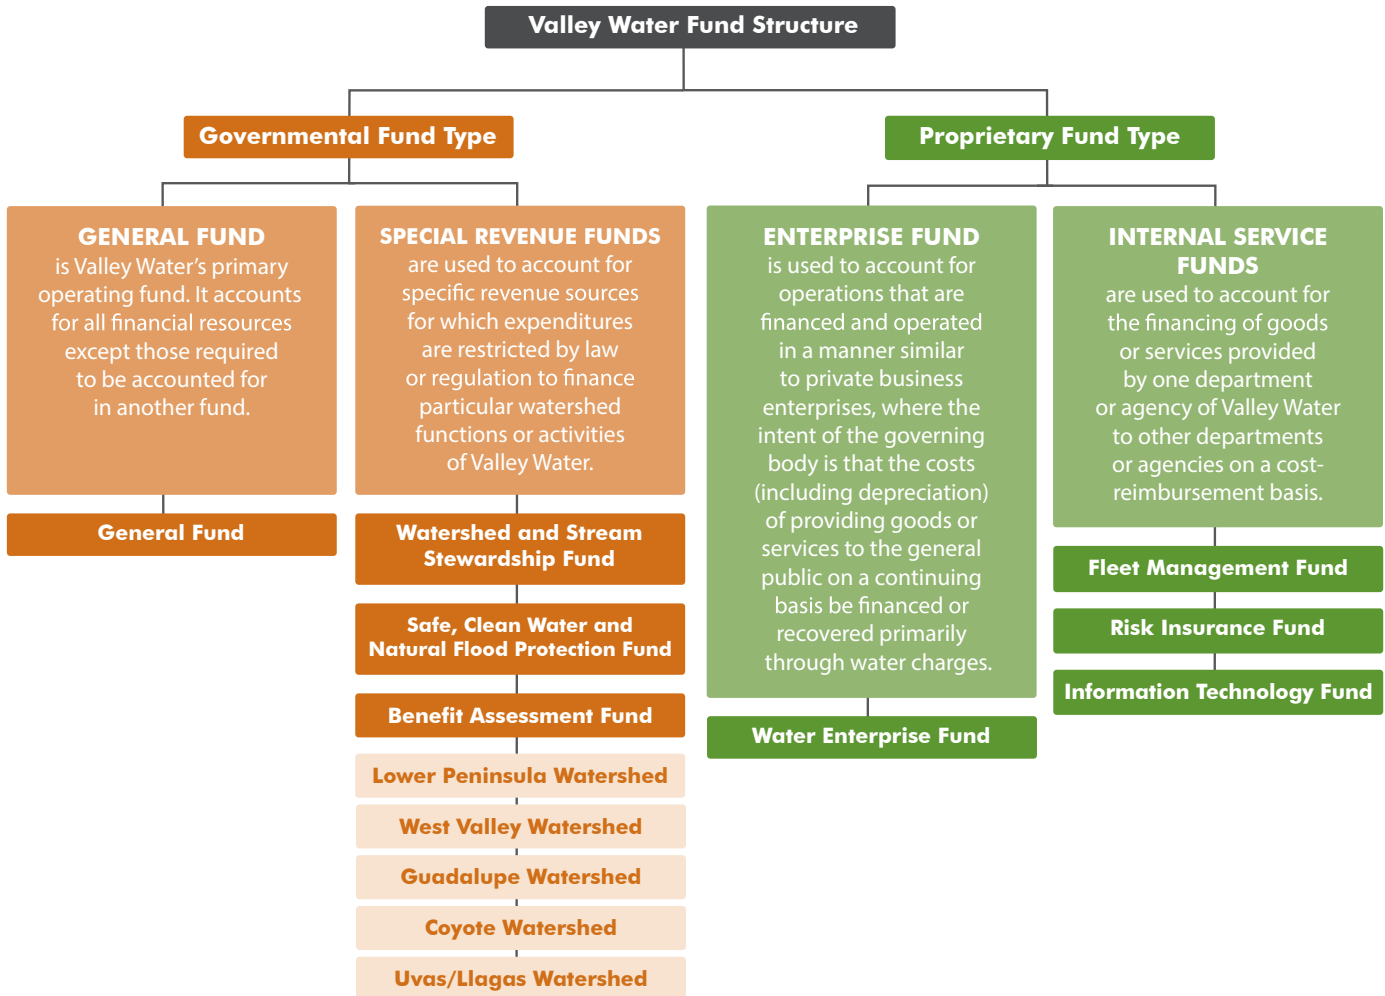 Valley Water Fund Structure
Governmental Fund Type
Proprietary Fund Type
GENERAL FUND
is Valley Water’s primary
operating fund. It accounts
for all financial resources
except those required
to be accounted for
in another fund.
General Fund
SPECIAL REVENUE FUNDS
are used to account for
specific revenue sources
for which expenditures
are restricted by law
or regulation to finance
particular watershed
functions or activities
of Valley Water.
Watershed and Stream
Stewardship Fund
Safe, Clean Water and
Natural Flood Protection Fund
Benefit Assessment Fund
Lower Peninsula Watershed
West Valley Watershed
Guadalupe Watershed
Coyote Watershed
Uvas/Llagas Watershed
ENTERPRISE FUND
is used to account for
operations that are
financed and operated
in a manner similar
to private business
enterprises, where the
intent of the governing
body is that the costs
(including depreciation)
of providing goods or
services to the general
public on a continuing
basis be financed or
recovered primarily
through water charges.
Water Enterprise Fund
INTERNAL SERVICE
FUNDS
are used to account for
the financing of goods
or services provided
by one department
or agency of Valley Water
to other departments
or agencies on a cost-
reimbursement basis.
Fleet Management Fund
Risk Insurance Fund
Information Technology Fund